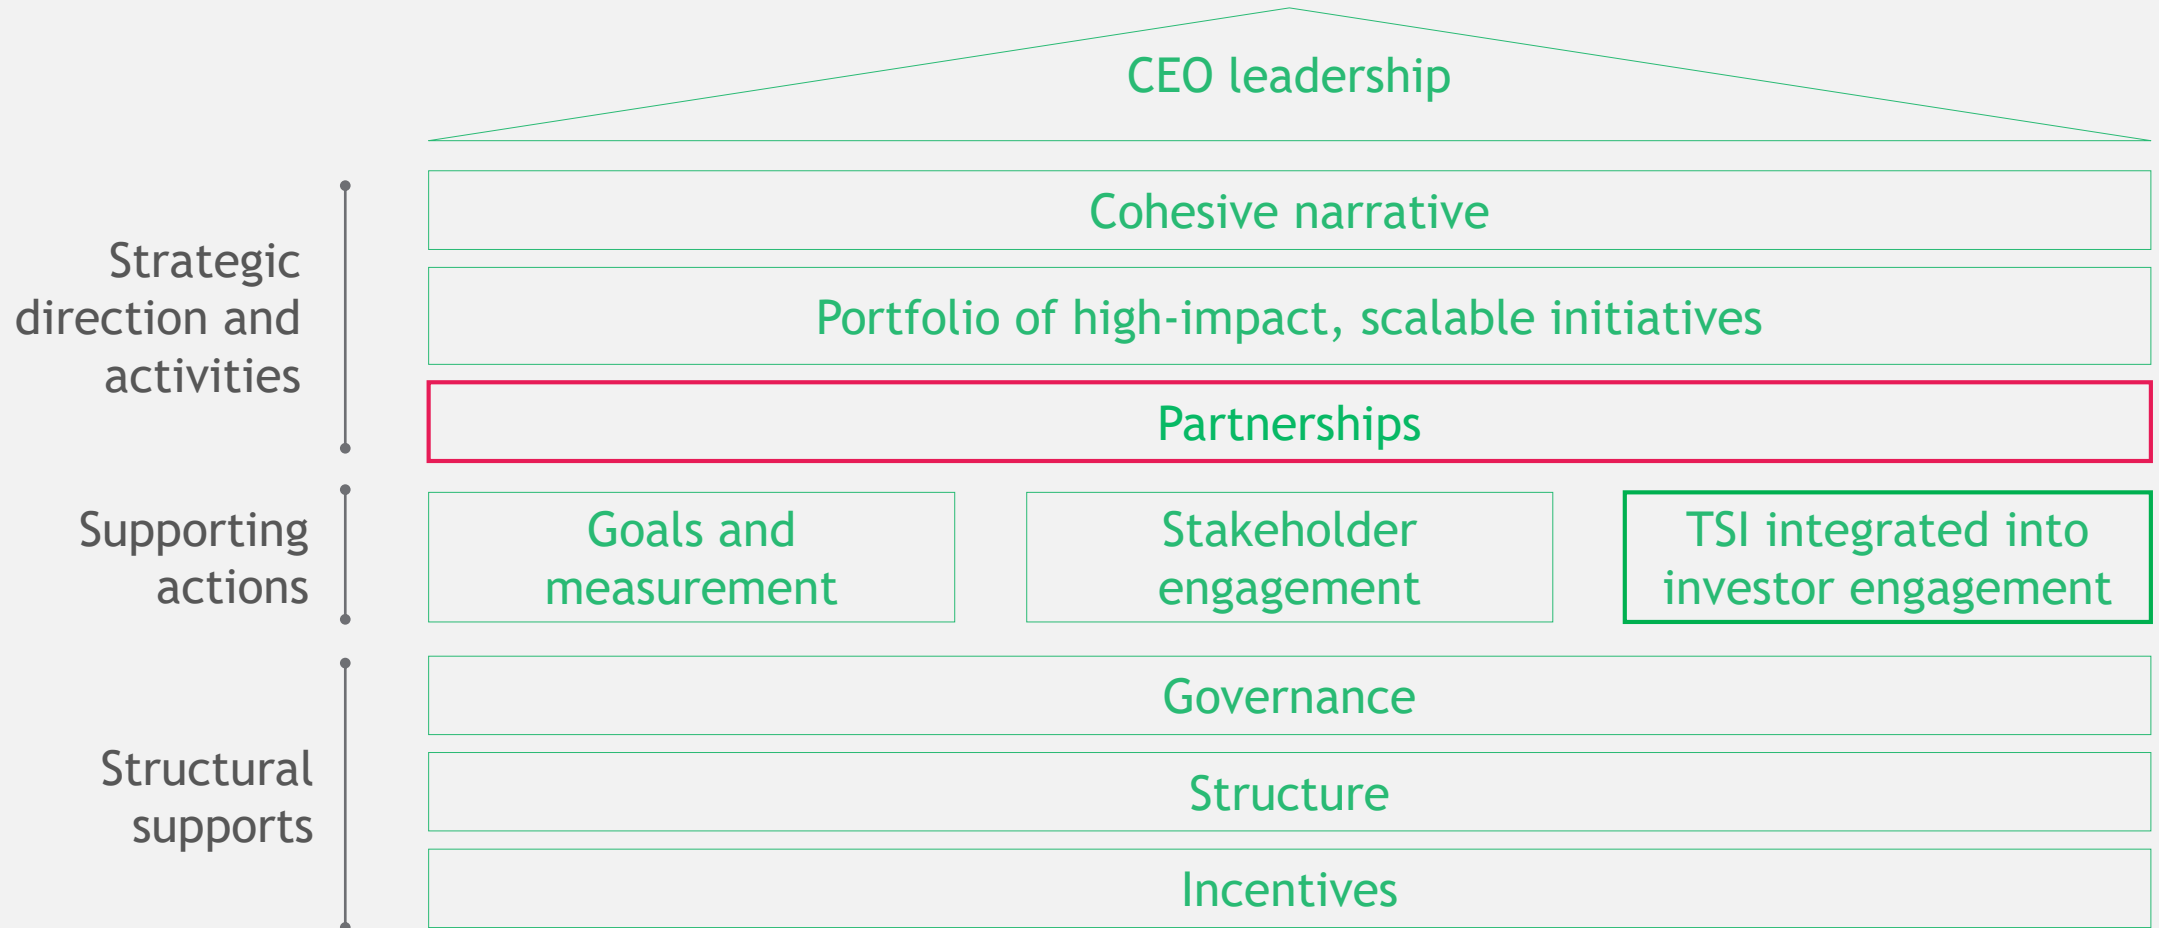 CEO leadership
Strategic
direction and
activities
Cohesive narrative
Portfolio of high-impact, scalable initiatives
Partnerships
Supporting
actions
Goals and
measurement
Stakeholder
engagement
TSI integrated into
investor engagement
Structural
supports
Governance
Structure
Incentives